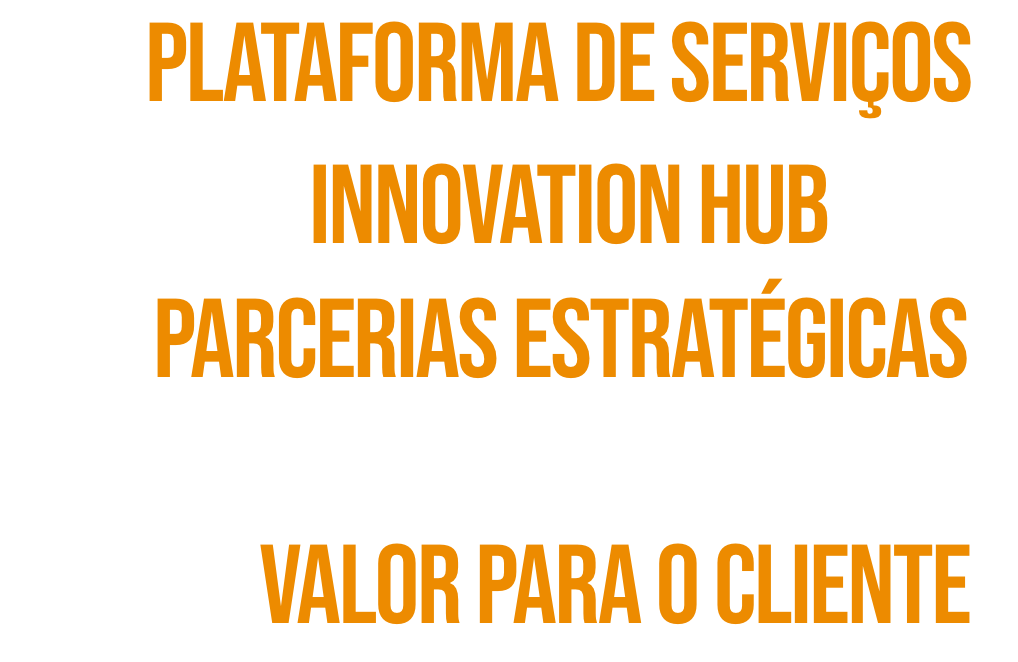 PLATAFORMA DE SERVIÇOS
INNOVATION HUB
PARCERIAS ESTRATÉGICAS
VALOR PARA O CLIENTE